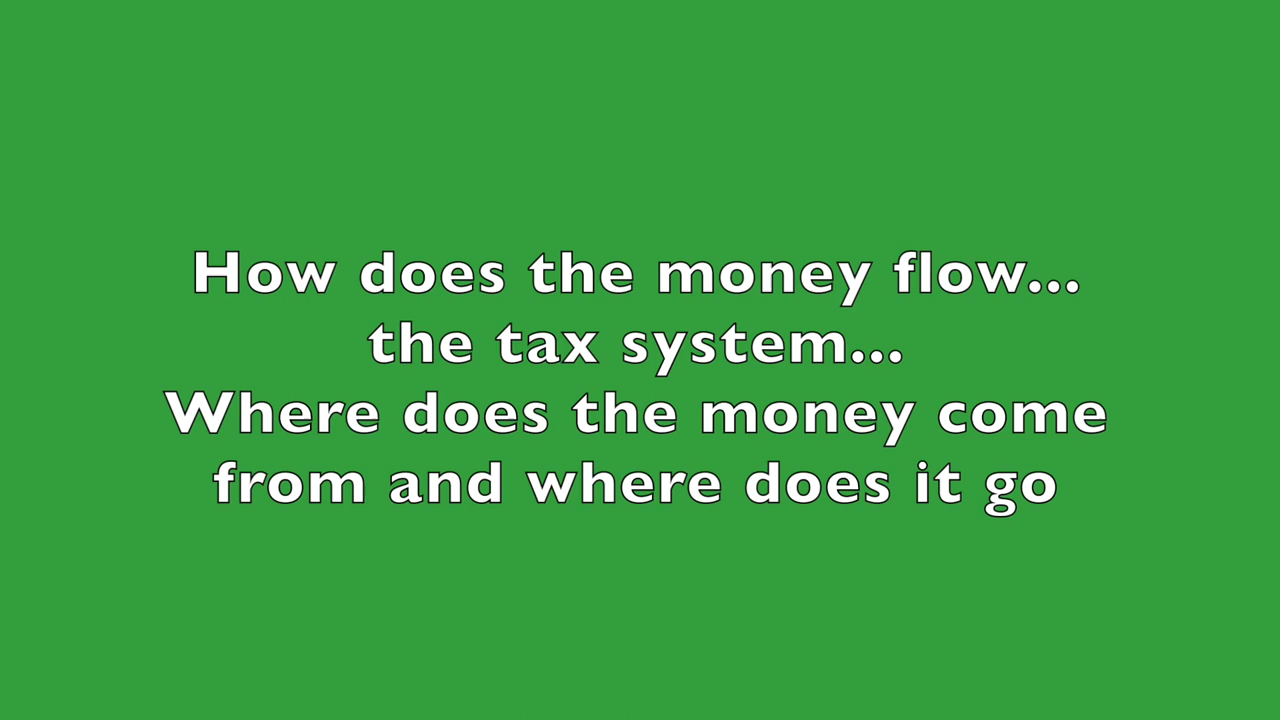 How does the money flow...
the tax system...
Where does the money come
from and where does it go